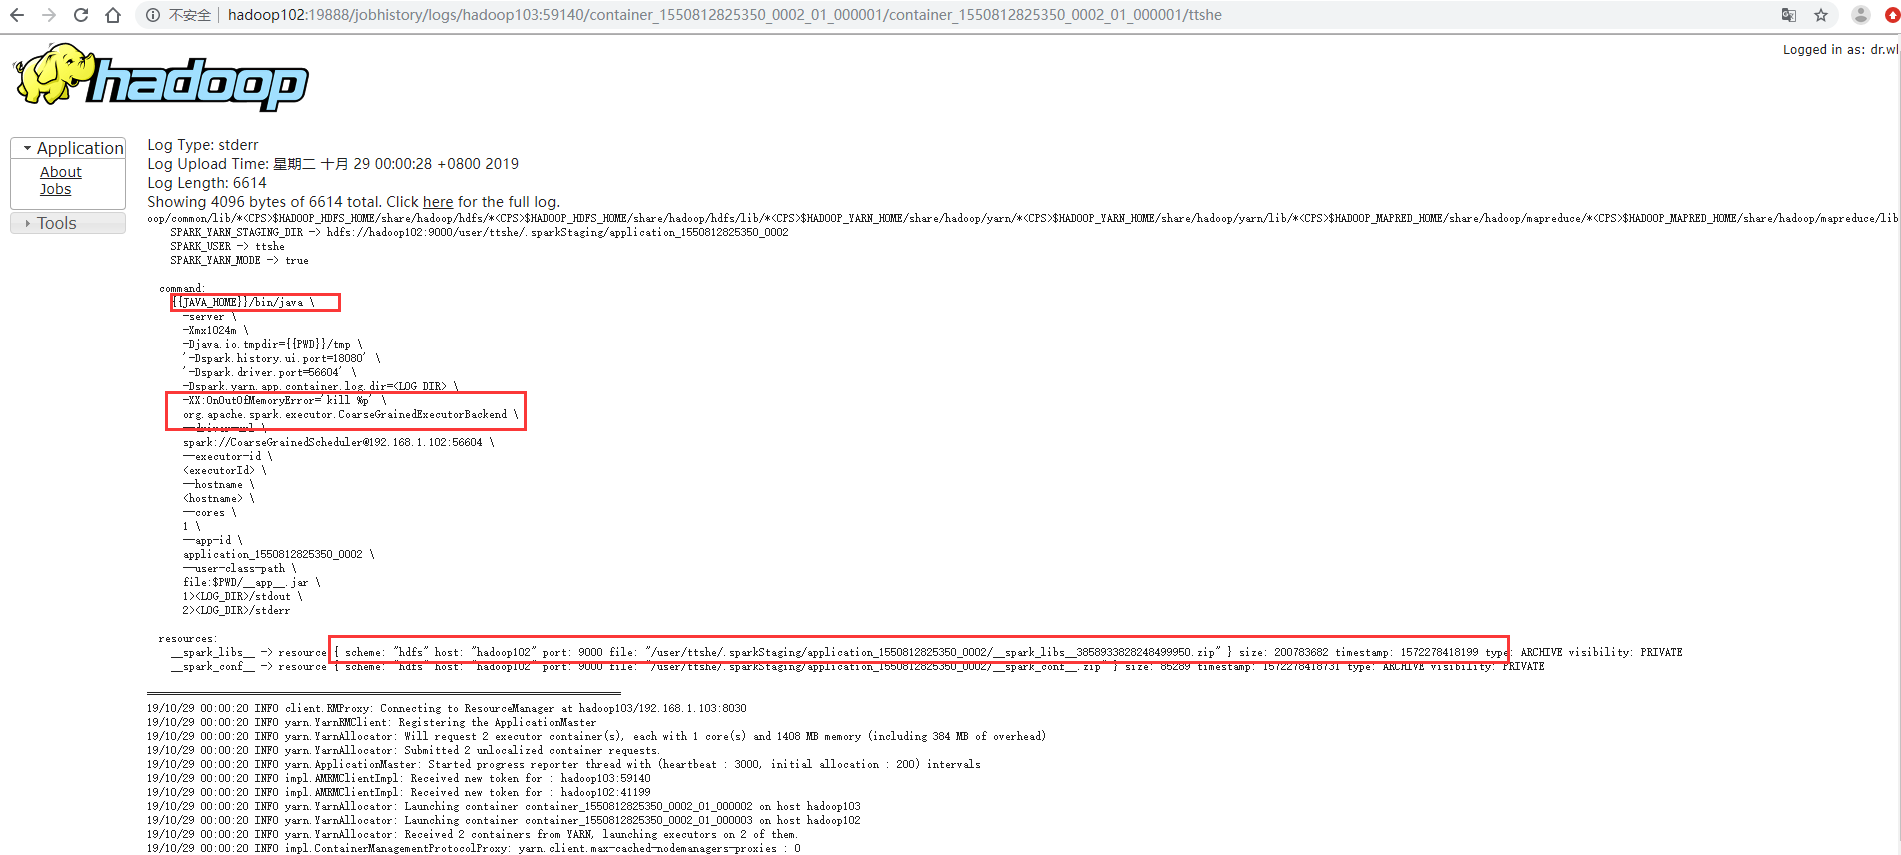 不安全 hadoop102:19888/jobhistory/logs/hadoop103:59140/container_1550812825350_0002_01_000001/container_1550812825350_0002_01_000001/ttshe
Logged in as: dr.wl
hadoop
Application
About
Jobs
Tools
Log Type: stderr
Log Upload Time: 星期二 十月 29 00:00:28 +0800 2019
Log Length: 6614
Showing 4096 bytes of 6614 total. Click here for the full log.
oop/common/lib/*<CPS>$HADOOP_HDFS_HOME/share/hadoop/hdfs/*<CPS>$HADOOP_HDFS_HOME/share/hadoop/hdfs/lib/*<CPS>$HADOOP_YARN_HOME/share/hadoop/yarn/*<CPS>$HADOOP_YARN_HOME/share/hadoop/yarn/lib/*<CPS>$HADOOP_MAPRED_HOME/share/hadoop/mapreduce/*<CPS>$HADOOP_MAPRED_HOME/share/hadoop/mapreduce/lib
SPARK_YARN_STAGING_DIR -> hdfs://hadoop102:9000/user/ttshe/.sparkStaging/application_1550812825350_0002
SPARK_USER -> ttshe
SPARK_YARN_MODE -> true
command:
{{JAVA_HOME}}/bin/java \
-server \
-Xmx1024m \
-Djava.io.tmpdir={{PWD}}/tmp \
'-Dspark.history.ui.port=18080' \
'-Dspark.driver.port=56604' \
-Dspark.yarn.app.container.log.dir=<LOG_DIR> \
-XX:OnOutOfMemoryError='kill %p' \
org.apache.spark.executor.CoarseGrainedExecutorBackend \
--driver-url \
spark://CoarseGrainedScheduler@192.168.1.102:56604 \
--executor-id \
<executorId> \
--hostname \
<hostname> \
--cores \
1 \
--app-id \
application_1550812825350_0002 \
--user-class-path \
file:$PWD/__app__.jar \
1><LOG_DIR>/stdout \
2><LOG_DIR>/stderr
resources:
__spark_libs__ -> resource { scheme: "hdfs" host: "hadoop102" port: 9000 file: "/user/ttshe/.sparkStaging/application_1550812825350_0002/__spark_libs__3858933828248499950.zip" } size: 200783682 timestamp: 1572278418199 type: ARCHIVE visibility: PRIVATE
__spark_conf__ -> resource { scheme: "hdfs" host: "hadoop102" port: 9000 file: "/user/ttshe/.sparkStaging/application_1550812825350_0002/__spark_conf__.zip" } size: 85289 timestamp: 1572278418731 type: ARCHIVE visibility: PRIVATE
===============================================================================
19/10/29 00:00:20 INFO client.RMProxy: Connecting to ResourceManager at hadoop103/192.168.1.103:8030
19/10/29 00:00:20 INFO yarn.YarnRMClient: Registering the ApplicationMaster
19/10/29 00:00:20 INFO yarn.YarnAllocator: Will request 2 executor container(s), each with 1 core(s) and 1408 MB memory (including 384 MB of overhead)
19/10/29 00:00:20 INFO yarn.YarnAllocator: Submitted 2 unlocalized container requests.
19/10/29 00:00:20 INFO yarn.ApplicationMaster: Started progress reporter thread with (heartbeat : 3000, initial allocation : 200) intervals
19/10/29 00:00:20 INFO impl.AMRMClientImpl: Received new token for : hadoop103:59140
19/10/29 00:00:20 INFO impl.AMRMClientImpl: Received new token for : hadoop102:41199
19/10/29 00:00:20 INFO yarn.YarnAllocator: Launching container container_1550812825350_0002_01_000002 on host hadoop103
19/10/29 00:00:20 INFO yarn.YarnAllocator: Launching container container_1550812825350_0002_01_000003 on host hadoop102
19/10/29 00:00:20 INFO yarn.YarnAllocator: Received 2 containers from YARN, launching executors on 2 of them.
19/10/29 00:00:20 INFO impl.ContainerManagementProtocolProxy: yarn.client.max-cached-nodemanagers-proxies : 0